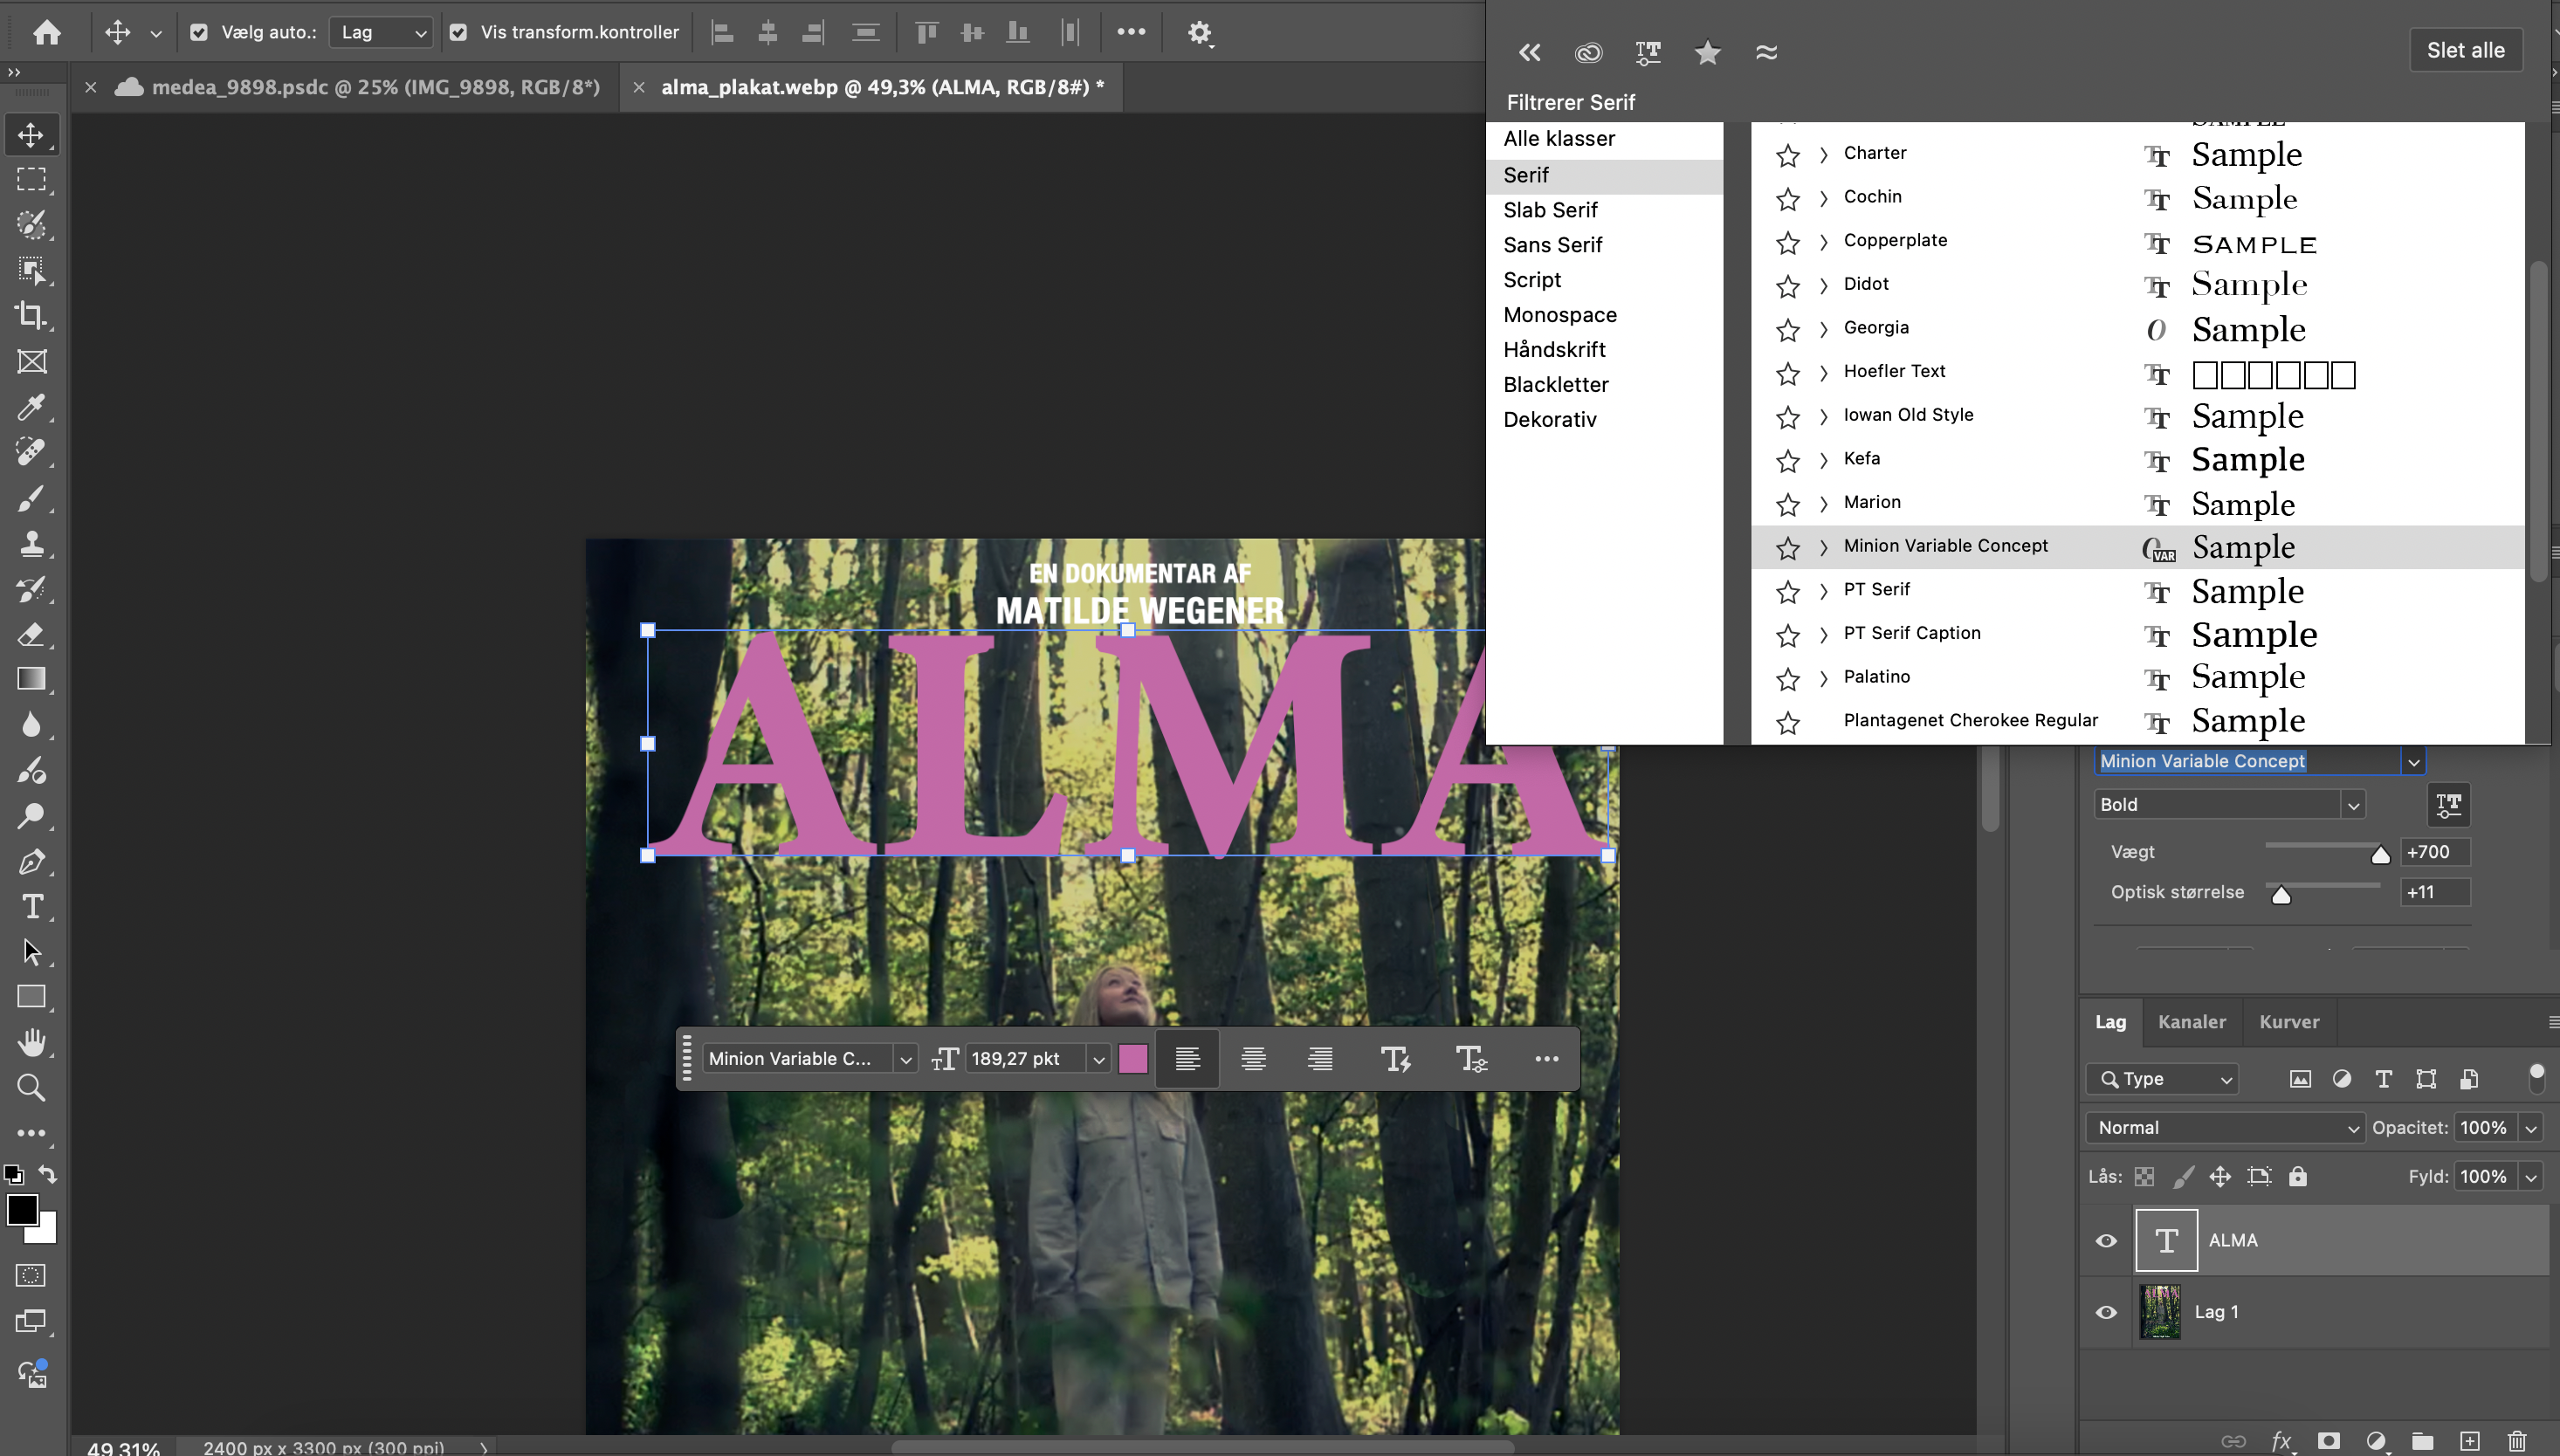 Vælg auto.:
Lag
Vis transform.kontroller
medea_9898.psdc @ 25% (IMG_9898, RGB/8*)
alma_plakat.webp @ 49,3% (ALMA, RGB/8#) *
Slet alle
Filtrerer Serif
Alle klasser
Serif
Slab Serif
Sans Serif
Script
Monospace
Håndskrift
Blackletter
Dekorativ
Charter Sample
Cochin Sample
Copperplate SAMPLE
Didot Sample
Georgia Sample
Hoefler Text
Iowan Old Style Sample
Kefa Sample
Marion Sample
Minion Variable Concept VAR Sample
PT Serif Sample
PT Serif Caption Sample
Palatino Sample
Plantagenet Cherokee Regular Sample
EN DOKUMENTAR AF
MATILDE WEGENER
ALMA
Minion Variable C...
189,27 pkt
Minion Variable Concept
Bold
Vægt +700
Optisk størrelse +11
Lag Kanaler Kurver
Type
Normal Opacitet: 100%
Lås: Fyld: 100%
T ALMA
Lag 1
49,31% 2400 px x 3300 px (300 ppi)